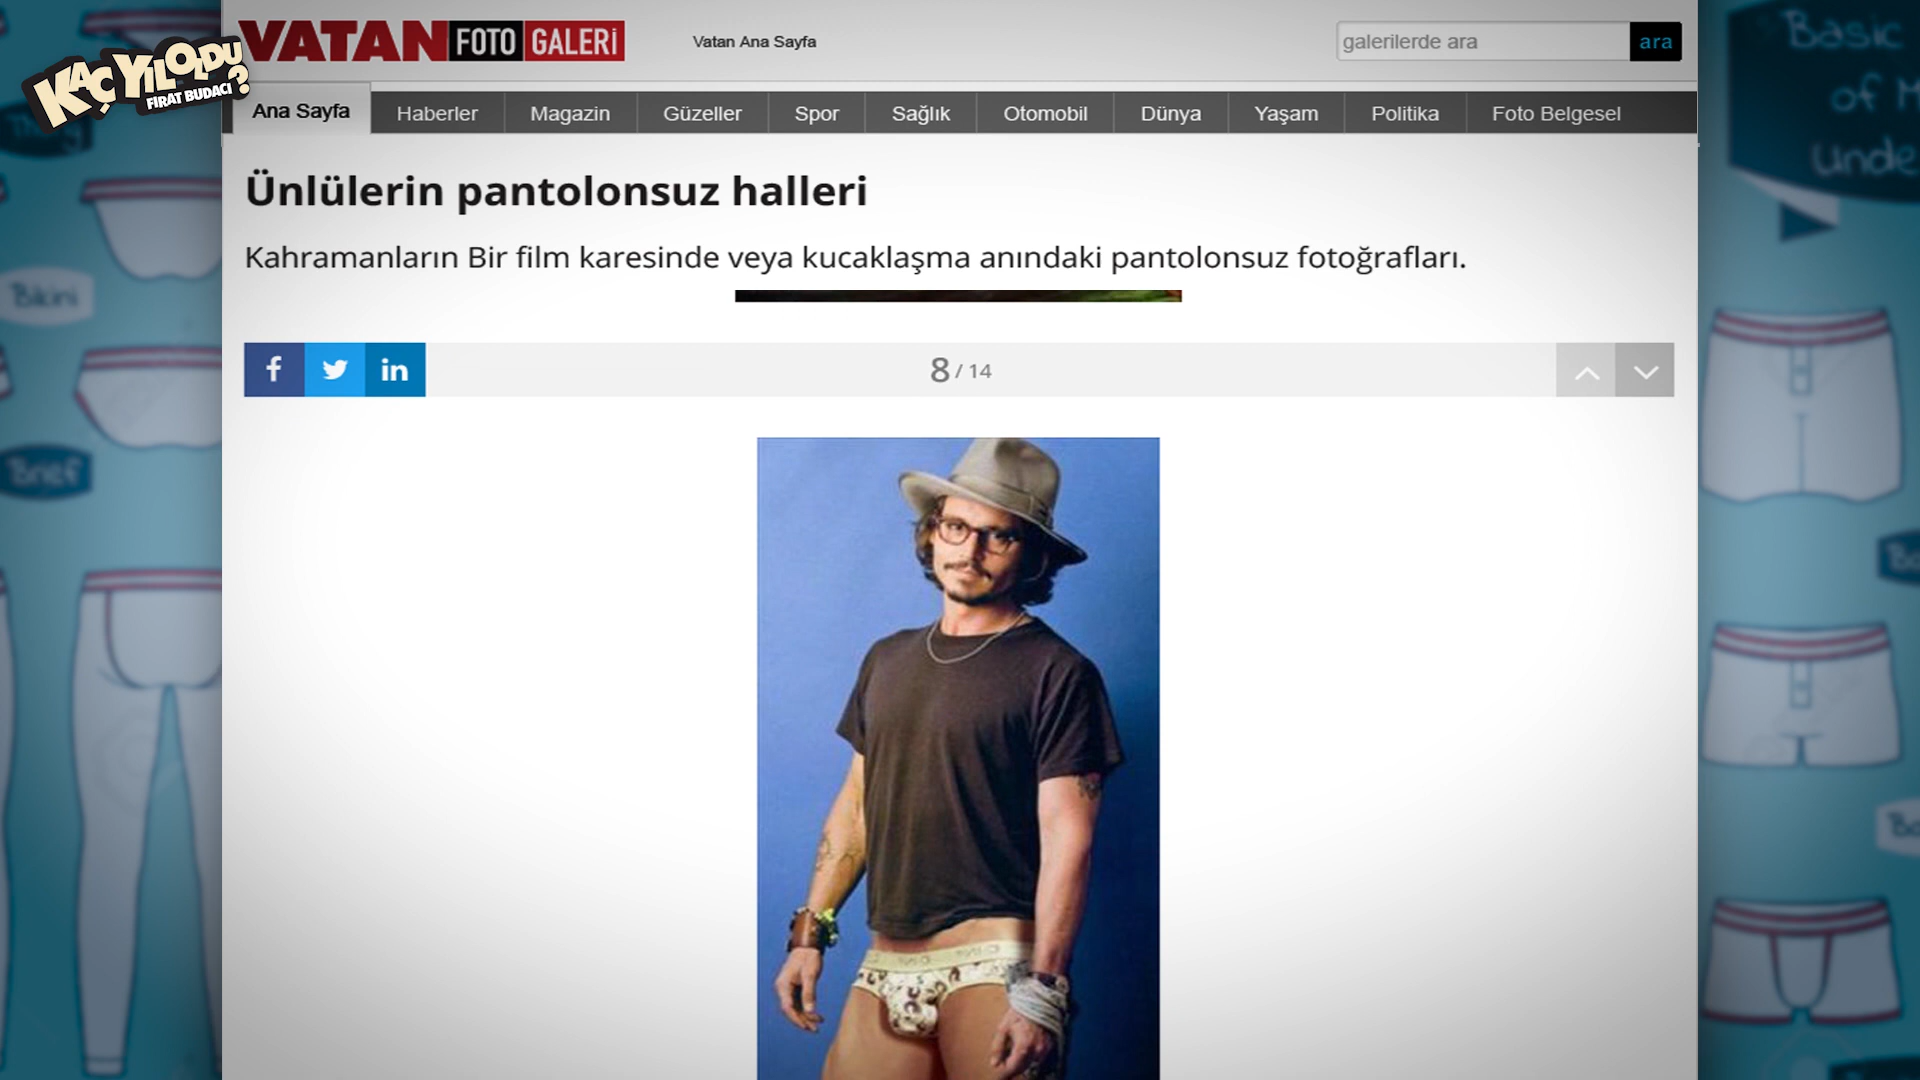 KAÇ YIL OLDU?
FIRAT BUDACI
VATAN FOTO GALERİ
Vatan Ana Sayfa
galerilerde ara
ara
Ana Sayfa
Haberler
Magazin
Güzeller
Spor
Sağlık
Otomobil
Dünya
Yaşam
Politika
Foto Belgesel
Ünlülerin pantolonsuz halleri
Kahramanların Bir film karesinde veya kucaklaşma anındaki pantolonsuz fotoğrafları.
f
in
8 / 14
Basic
of M
unde
Bikini
Brief
Bo
Bo